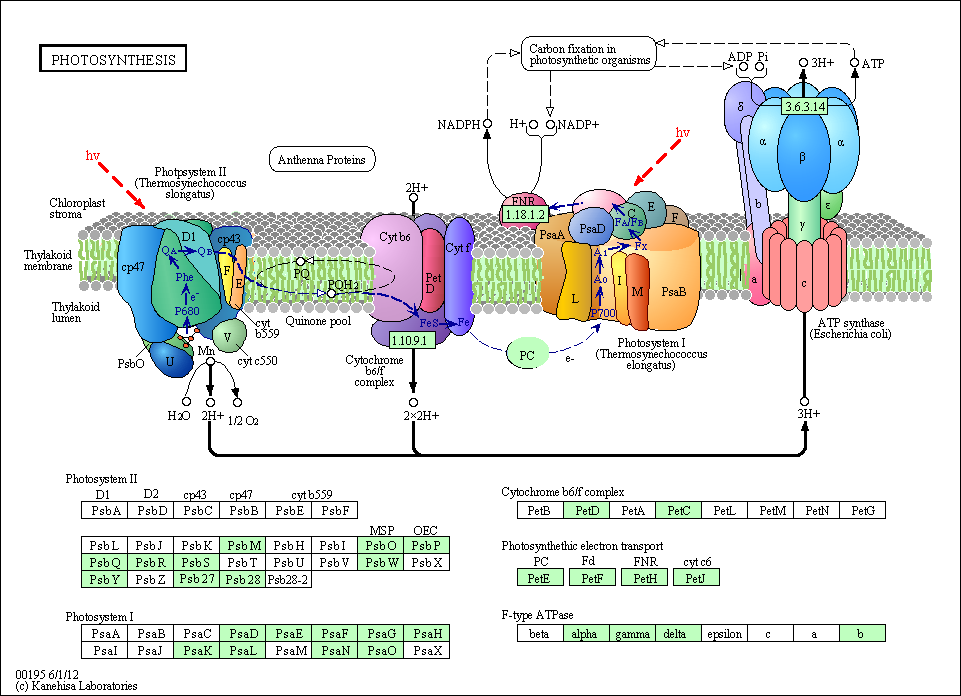 PHOTOSYNTHESIS
Carbon fixation in
photosynthetic organisms
ADP Pi
3H+
ATP
NADPH
H+
NADP+
3.6.3.14
δ
α
β
α
hν
hν
Anthenna Proteins
Photpsystem II
(Thermosynechococcus
slongatus)
2H+
FNR
1.18.1.2
Chloroplast
stroma
D1
cp43
QA
QB
cp47
F
E
Phe
e-
P680
Thylakoid
membrane
Thylakoid
lumen
PQ
PQH2
Quinone pool
Cyt b6
Cyt f
Pet
D
FeS
Fe
1.10.9.1
PsaA
PsaD
C
E
F
FA/FB
FX
A1
A0
P700
L
I
M
PsaB
b
ε
γ
a
c
PsbO
U
Mn
V
cyt
b559
cyt c550
Cytochrome
b6/f
complex
PC
e-
Photosystem I
(Thermosynechococcus
elongatus)
ATP synthase
(Escherichia coli)
H2O
2H+
1/2 O2
2×2H+
3H+
Photosystem II
D1 D2 cp43 cp47 cyt b559
PsbA PsbD PsbC PsbB PsbE PsbF
MSP OEC
PsbL PsbJ PsbK PsbM PsbH PsbI PsbO PsbP
PsbQ PsbR PsbS PsbT PsbU PsbV PsbW PsbX
PsbY PsbZ Psb27 Psb28 Psb28-2
Photosystem I
PsaA PsaB PsaC PsaD PsaE PsaF PsaG PsaH
PsaI PsaJ PsaK PsaL PsaM PsaN PsaO PsaX
Cytochrome b6/f complex
PetB PetD PetA PetC PetL PetM PetN PetG
Photosynthethic electron transport
PC Fd FNR cyt c6
PetE PetF PetH PetJ
F-type ATPase
beta alpha gamma delta epsilon c a b
00195 6/1/12
(c) Kanehisa Laboratories